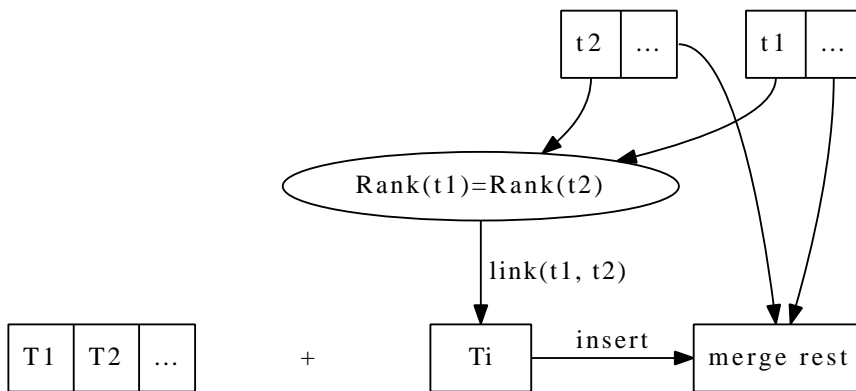 t2 ...
t1 ...
Rank(t1)=Rank(t2)
link(t1, t2)
T1 T2 ...
+
Ti
insert
merge rest